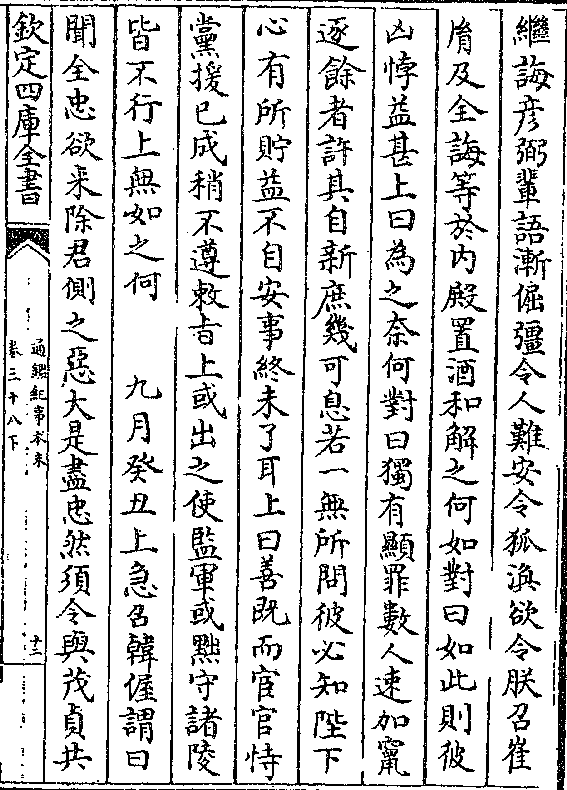 繼誨彦弼輩語漸倔彊令人難安令狐渙欲令朕召崔
𦙍及全誨等於内殿置酒和解之何如對曰如此則彼
凶悖益甚上曰為之奈何對曰獨有顯罪數人速加竄
逐餘者許其自新庶幾可息若一無所問彼必知陛下
心有所貯益不自安事終未了耳上曰善既而宦官恃
黨援已成稍不遵敕旨上或出之使監軍或黜守諸陵
皆不行上無如之何　九月癸丑上急召韓偓謂曰
聞全忠欲来除君側之惡大是盡忠然須令與茂貞共
欽定四庫全書
通鑑紀事本末
卷三十八下
十三